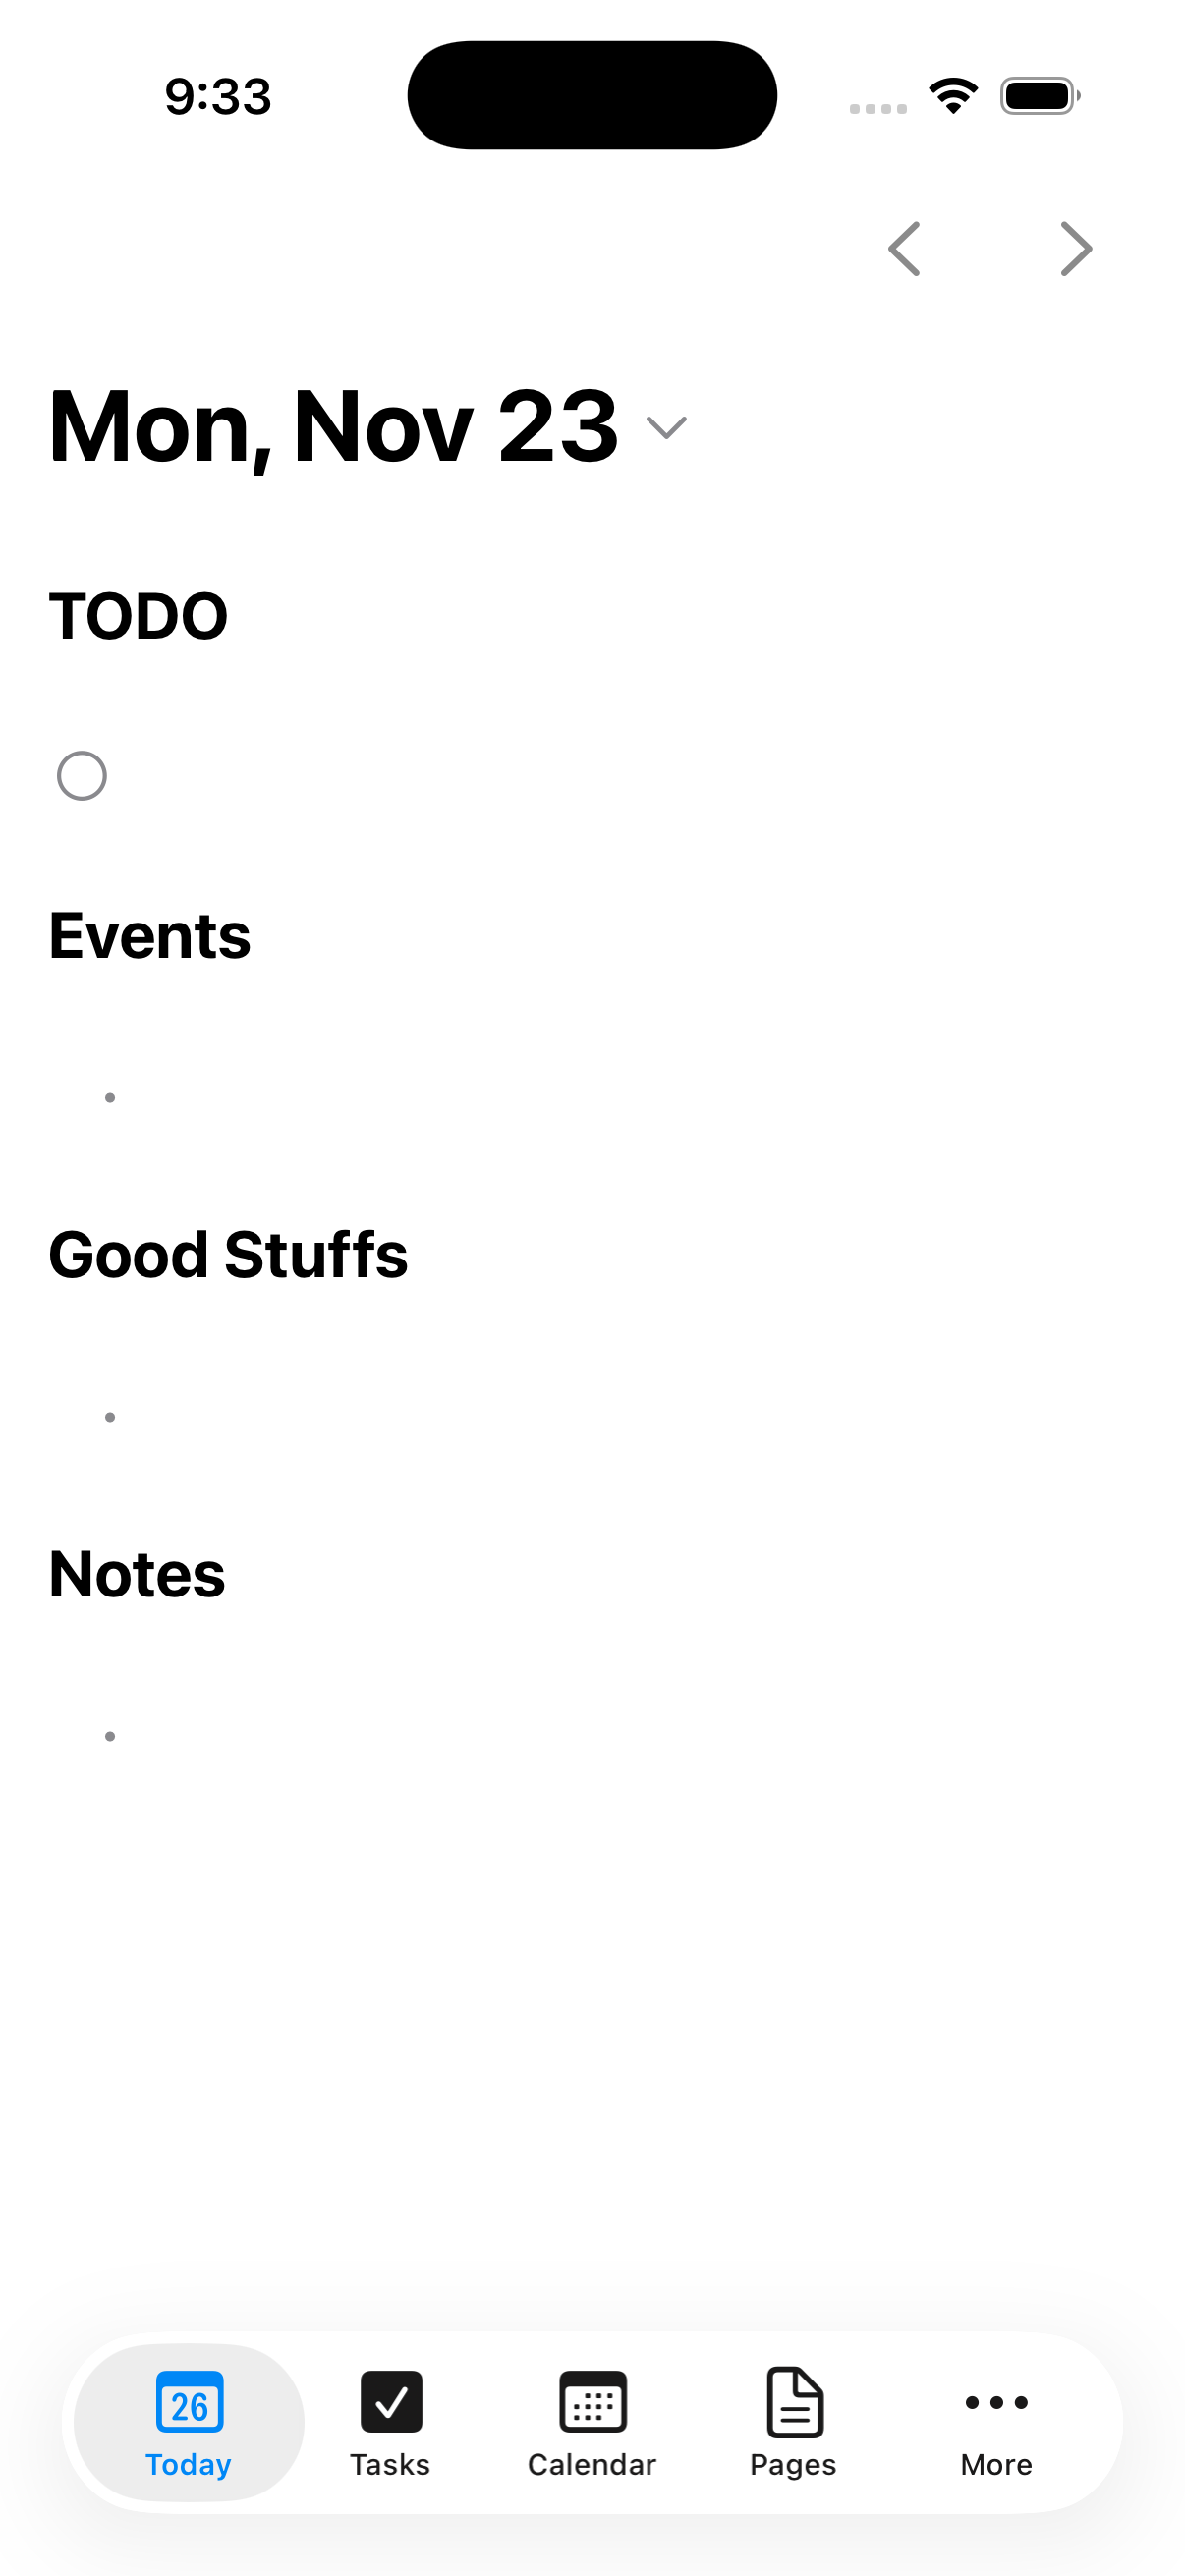 9:33
Mon, Nov 23
TODO
Events
Good Stuffs
Notes
26
Today
Tasks
Calendar
Pages
More